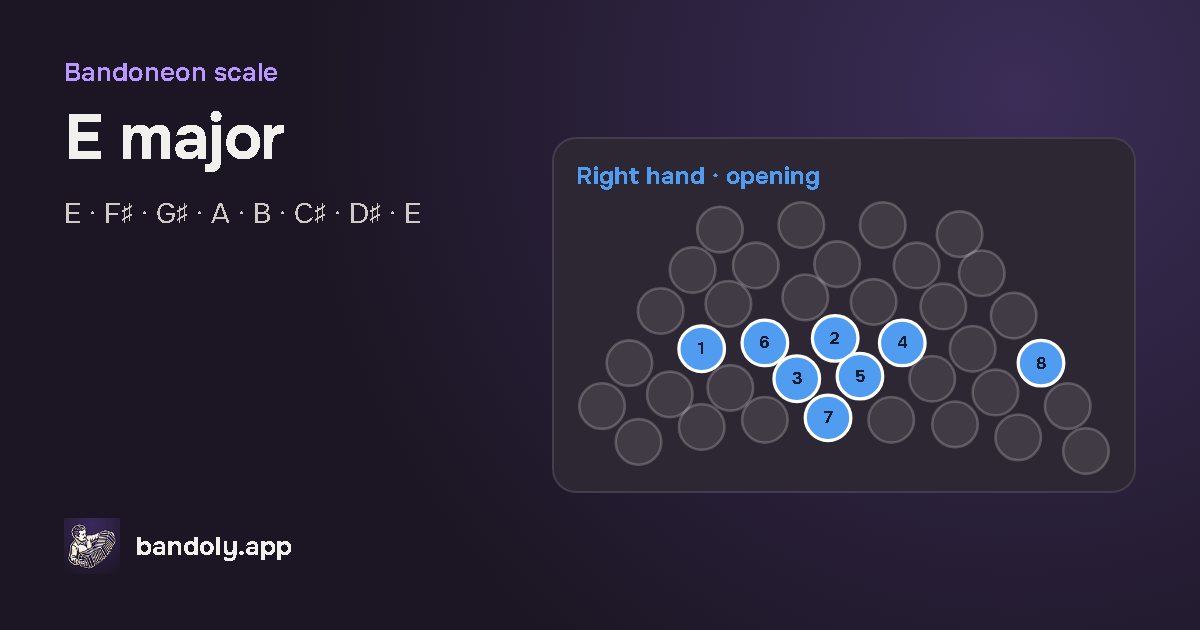 Bandoneon scale
E major
E · F♯ · G♯ · A · B · C♯ · D♯ · E
Right hand · opening
1 6 2 4
8
3 5
7
bandoly.app